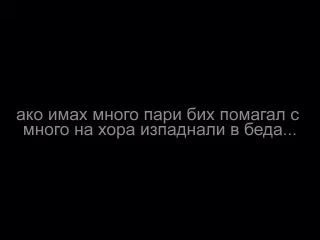 ако имах много пари бих помагал с
много на хора изпаднали в беда...